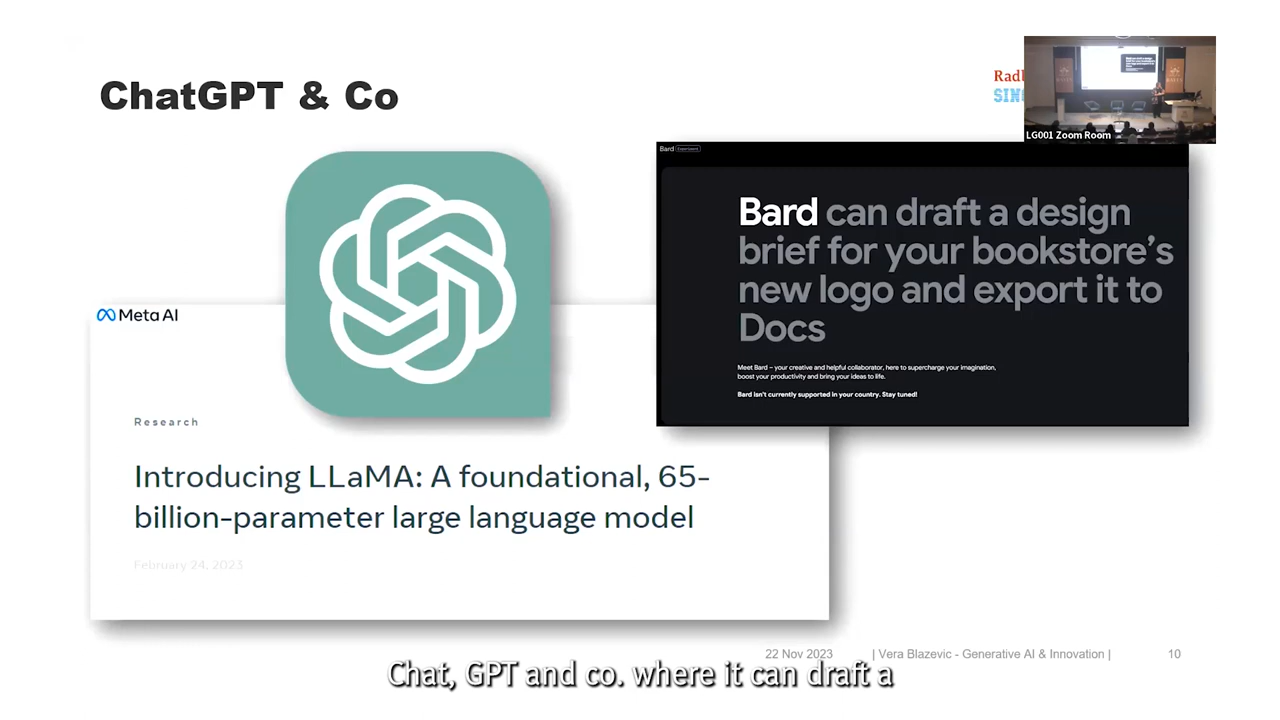 ChatGPT & Co
LG001 Zoom Room
Bard Experiment
Bard can draft a design
brief for your bookstore's
new logo and export it to
Docs
Meet Bard – your creative and helpful collaborator, here to supercharge your imagination,
boost your productivity and bring your ideas to life.
Bard isn't currently supported in your country. Stay tuned!
Meta AI
Research
Introducing LLaMA: A foundational, 65-
billion-parameter large language model
February 24, 2023
22 Nov 2023 | Vera Blazevic - Generative AI & Innovation | 10
Chat, GPT and co. where it can draft a